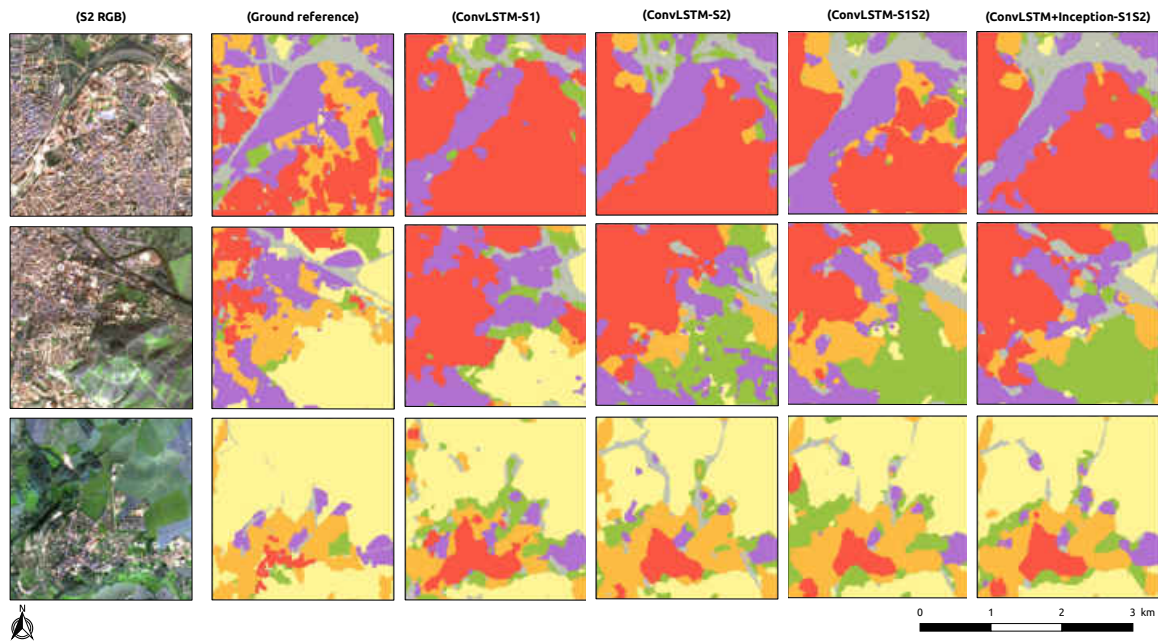 (S2 RGB) (Ground reference) (ConvLSTM-S1) (ConvLSTM-S2) (ConvLSTM-S1S2) (ConvLSTM+Inception-S1S2)
N
0 1 2 3 km